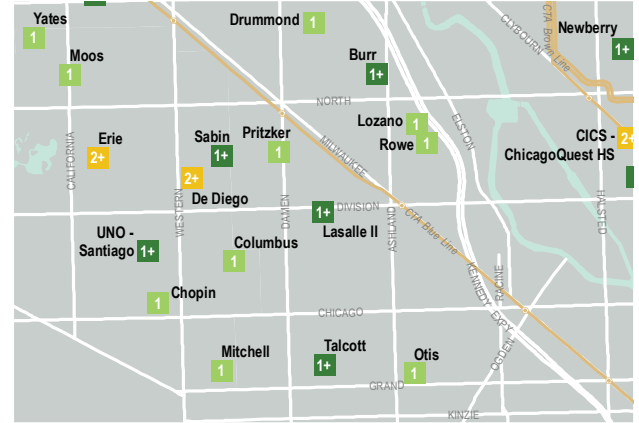 Yates
1
Moos
1
Drummond
1
Burr
1+
CLYBOURN
CTA Brown Line
Newberry
1+
NORTH
Erie
2+
Sabin
1+
Pritzker
1
Lozano
1
Rowe
1
ELSTON
CICS -
ChicagoQuest HS
2+
MILWAUKEE
CALIFORNIA
WESTERN
De Diego
2+
DAMEN
1+
DIVISION
Lasalle II
ASHLAND
CTA Blue Line
HALSTED
UNO -
Santiago
1+
Columbus
1
KENNEDY EXPY
RACINE
Chopin
1
CHICAGO
OGDEN
Mitchell
1
Talcott
1+
Otis
1
GRAND
KINZIE